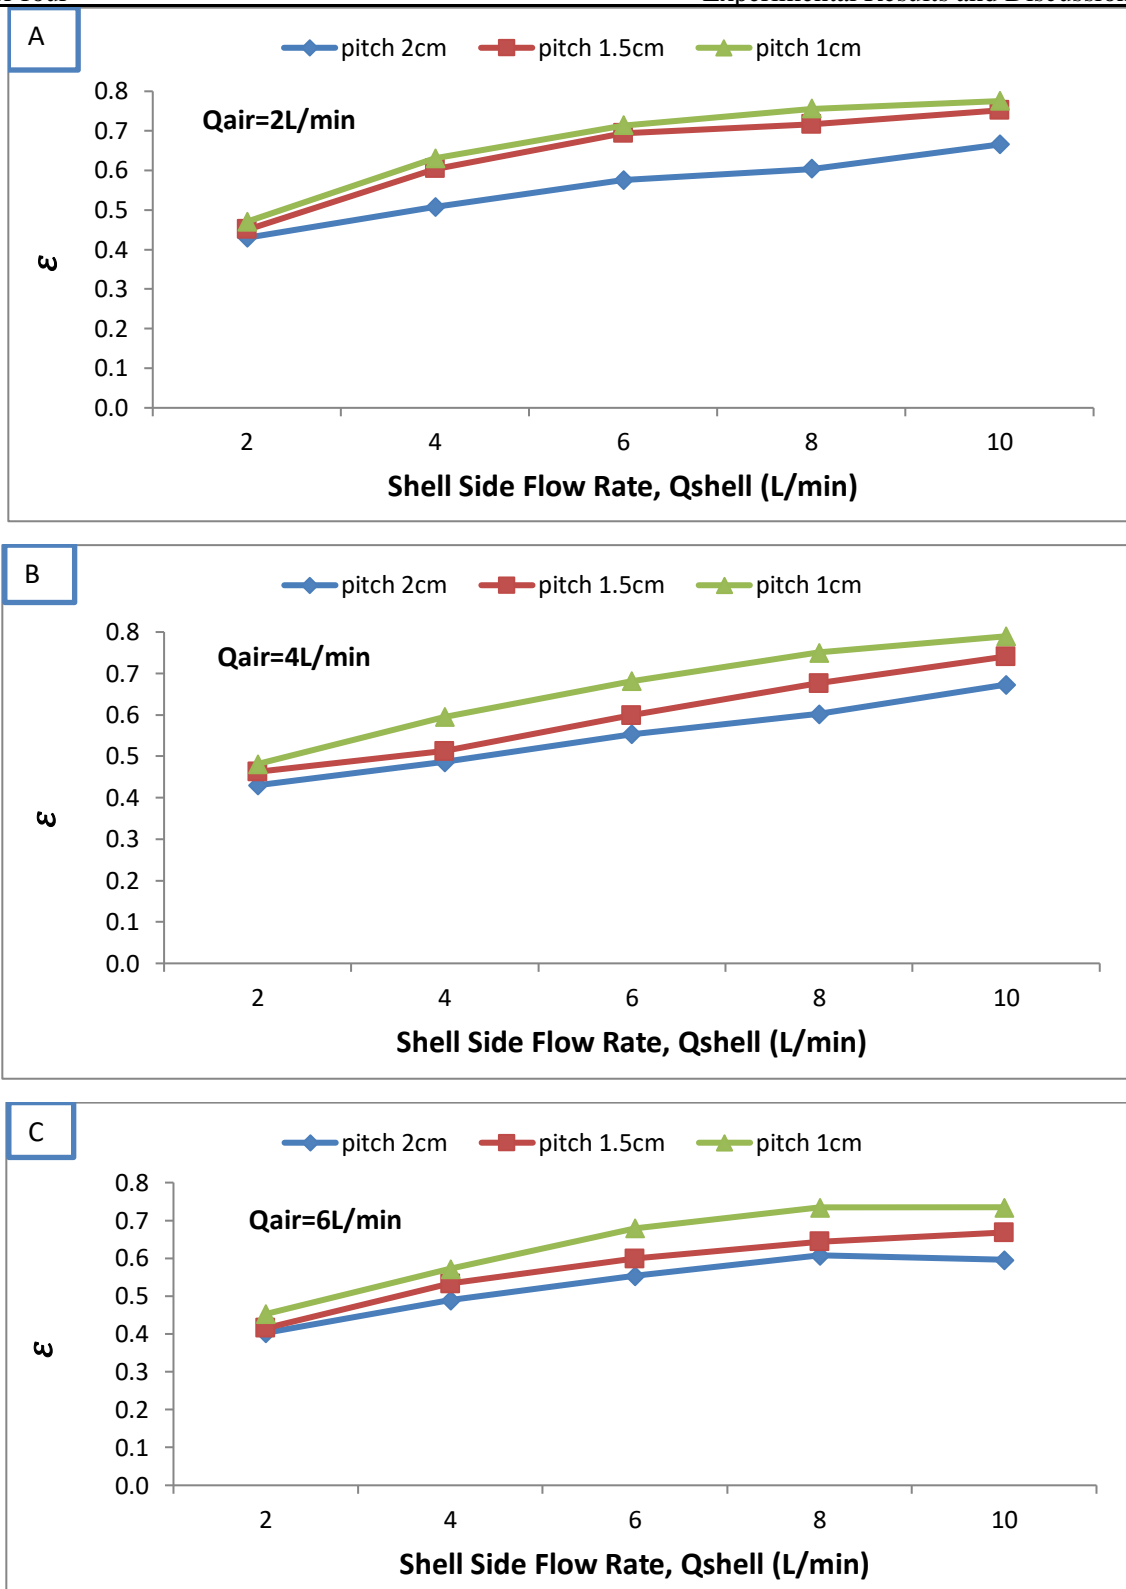 Experimental Results and Discussion
A
pitch 2cm pitch 1.5cm pitch 1cm
Qair=2L/min
0.8
0.7
0.6
0.5
0.4
0.3
0.2
0.1
0.0
ε
2 4 6 8 10
Shell Side Flow Rate, Qshell (L/min)
B
pitch 2cm pitch 1.5cm pitch 1cm
Qair=4L/min
0.8
0.7
0.6
0.5
0.4
0.3
0.2
0.1
0.0
ε
2 4 6 8 10
Shell Side Flow Rate, Qshell (L/min)
C
pitch 2cm pitch 1.5cm pitch 1cm
Qair=6L/min
0.8
0.7
0.6
0.5
0.4
0.3
0.2
0.1
0.0
ε
2 4 6 8 10
Shell Side Flow Rate, Qshell (L/min)